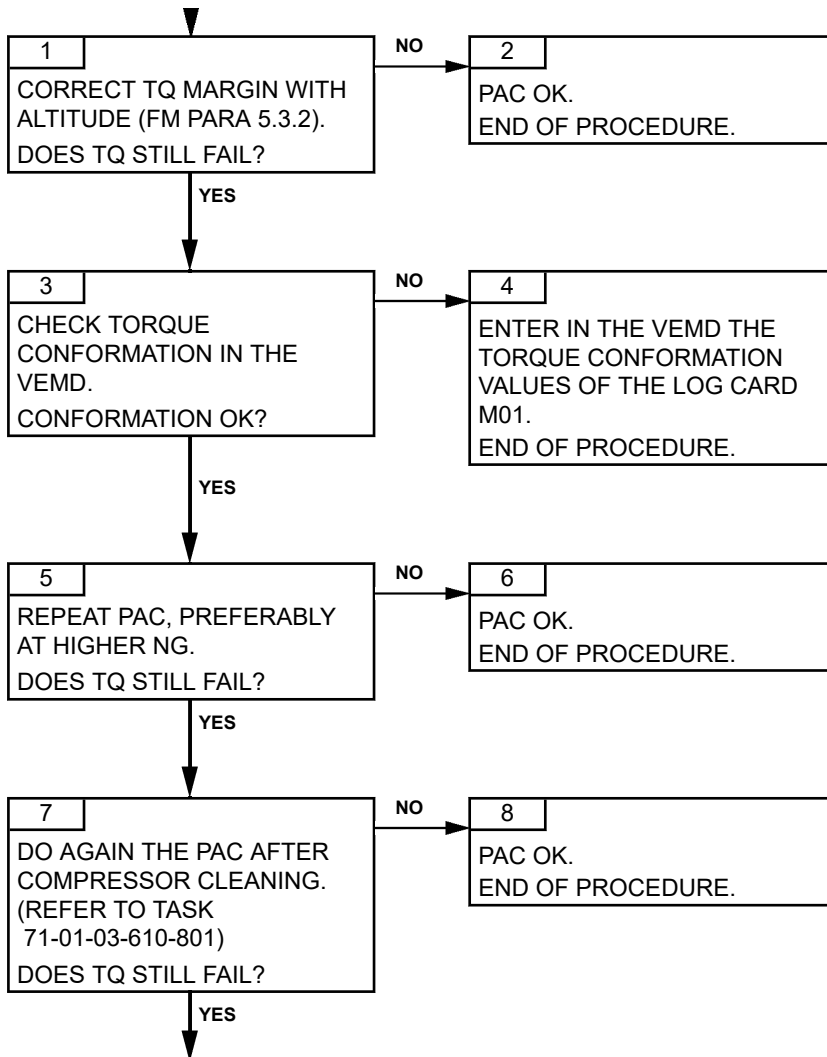 1
CORRECT TQ MARGIN WITH
ALTITUDE (FM PARA 5.3.2).
DOES TQ STILL FAIL?
NO
2
PAC OK.
END OF PROCEDURE.
YES
3
CHECK TORQUE
CONFORMATION IN THE
VEMD.
CONFORMATION OK?
NO
4
ENTER IN THE VEMD THE
TORQUE CONFORMATION
VALUES OF THE LOG CARD
M01.
END OF PROCEDURE.
YES
5
REPEAT PAC, PREFERABLY
AT HIGHER NG.
DOES TQ STILL FAIL?
NO
6
PAC OK.
END OF PROCEDURE.
YES
7
DO AGAIN THE PAC AFTER
COMPRESSOR CLEANING.
(REFER TO TASK
71-01-03-610-801)
DOES TQ STILL FAIL?
NO
8
PAC OK.
END OF PROCEDURE.
YES